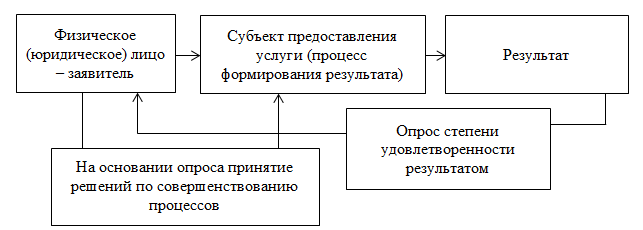 Физическое
(юридическое) лицо
– заявитель
Субъект предоставления
услуги (процесс
формирования результата)
Результат
Опрос степени
удовлетворенности
результатом
На основании опроса принятие
решений по совершенствованию
процессов